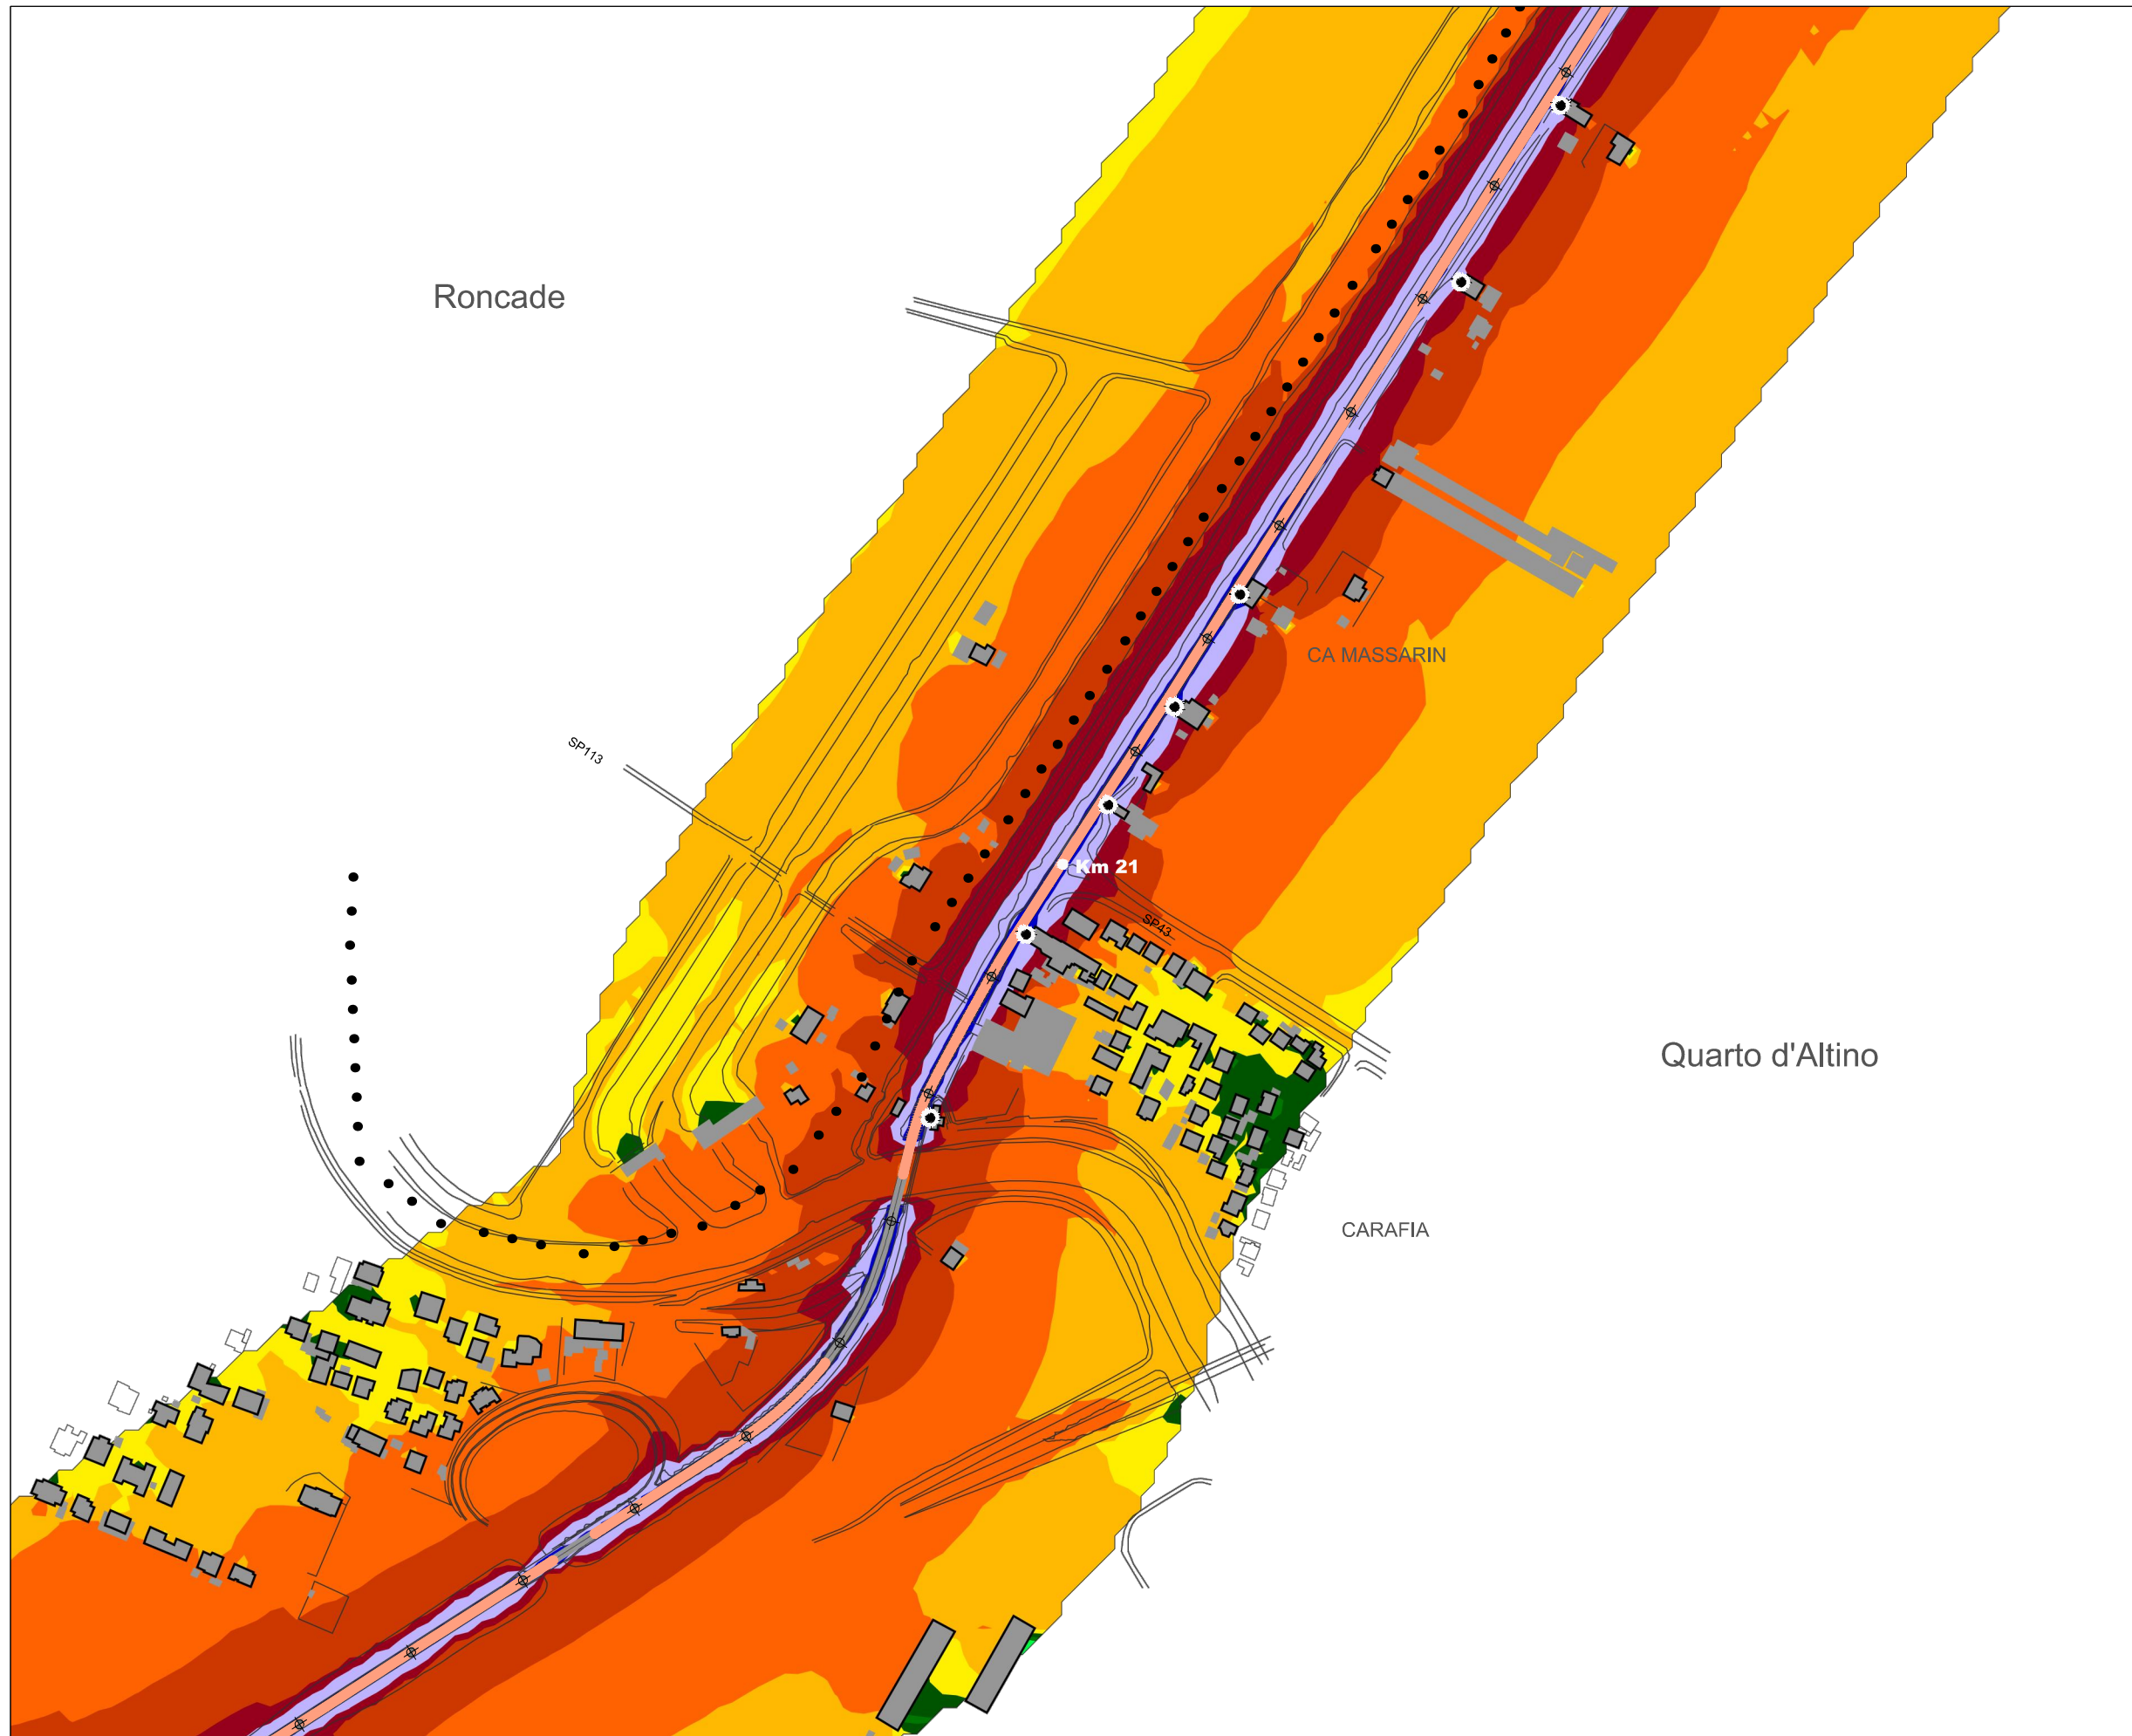 Roncade
CA MASSARIN
SP113
Km 21
SP43
Quarto d'Altino
CARAFIA